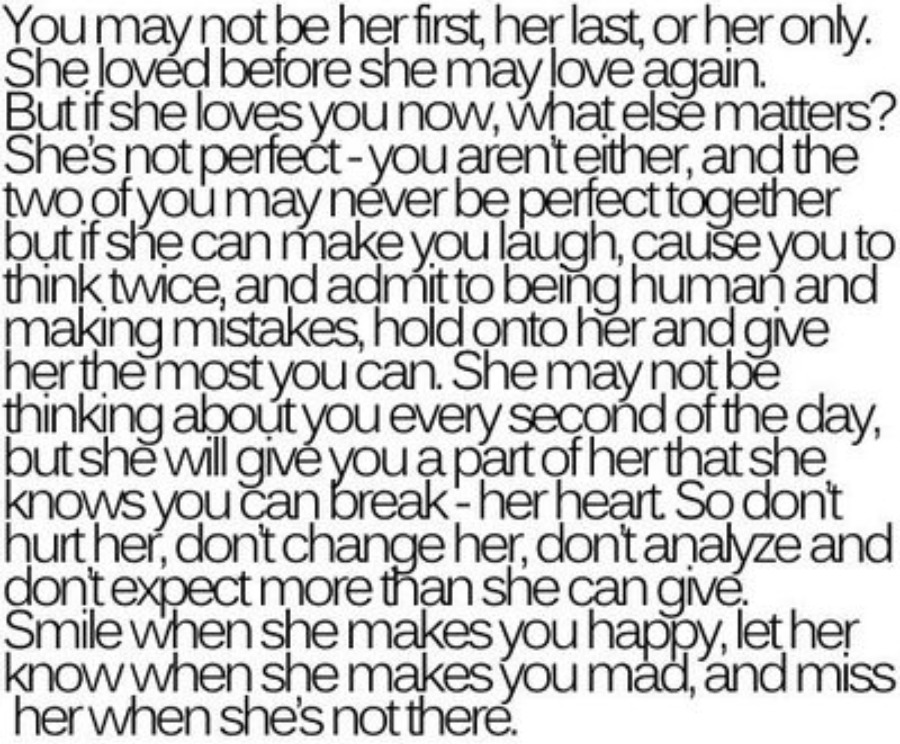 You may not be her first, her last, or her only.
She loved before she may love again.
But if she loves you now, what else matters?
She's not perfect - you aren't either, and the
two of you may never be perfect together
but if she can make you laugh, cause you to
think twice, and admit to being human and
making mistakes, hold onto her and give
her the most you can. She may not be
thinking about you every second of the day,
but she will give you a part of her that she
knows you can break - her heart. So don't
hurt her, don't change her, don't analyze and
don't expect more than she can give.
Smile when she makes you happy, let her
know when she makes you mad, and miss
her when she's not there.